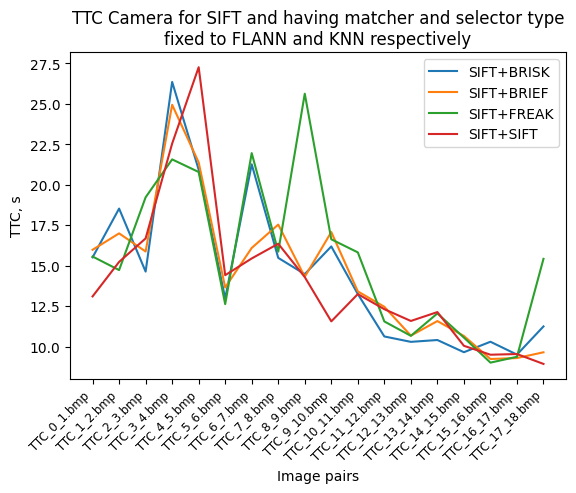 TTC Camera for SIFT and having matcher and selector type
fixed to FLANN and KNN respectively
27.5
25.0
22.5
20.0
17.5
15.0
12.5
10.0
TTC, s
SIFT+BRISK
SIFT+BRIEF
SIFT+FREAK
SIFT+SIFT
TTC_0_1.bmp
TTC_1_2.bmp
TTC_2_3.bmp
TTC_3_4.bmp
TTC_4_5.bmp
TTC_5_6.bmp
TTC_6_7.bmp
TTC_7_8.bmp
TTC_8_9.bmp
TTC_9_10.bmp
TTC_10_11.bmp
TTC_11_12.bmp
TTC_12_13.bmp
TTC_13_14.bmp
TTC_14_15.bmp
TTC_15_16.bmp
TTC_16_17.bmp
TTC_17_18.bmp
Image pairs